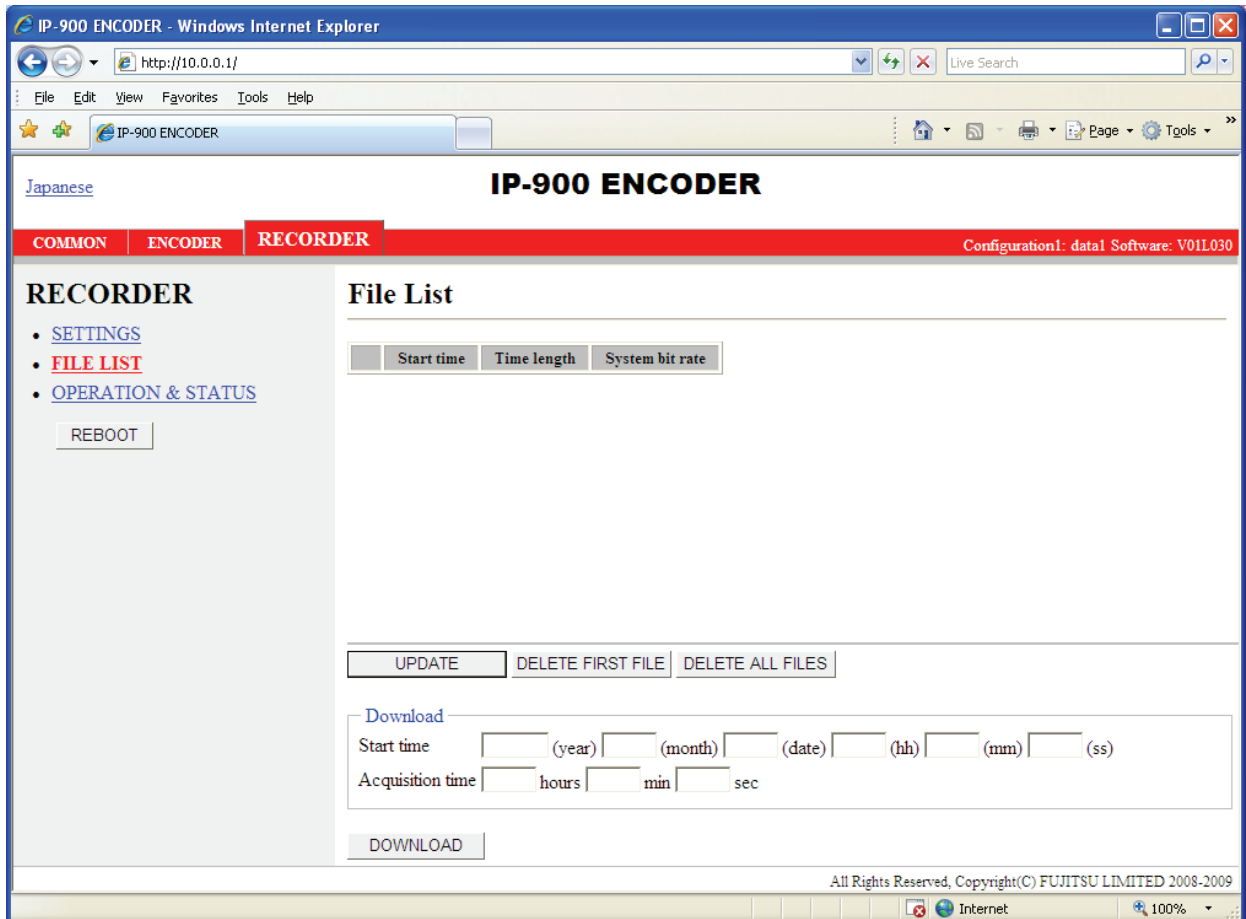 IP-900 ENCODER - Windows Internet Explorer
http://10.0.0.1/
Live Search
File Edit View Favorites Tools Help
IP-900 ENCODER
Page Tools »
Japanese
IP-900 ENCODER
COMMON ENCODER RECORDER
Configuration1: data1 Software: V01L030
RECORDER
• SETTINGS
• FILE LIST
• OPERATION & STATUS
REBOOT
File List
Start time Time length System bit rate
UPDATE DELETE FIRST FILE DELETE ALL FILES
Download
Start time (year) (month) (date) (hh) (mm) (ss)
Acquisition time hours min sec
DOWNLOAD
All Rights Reserved, Copyright(C) FUJITSU LIMITED 2008-2009
Internet 100%